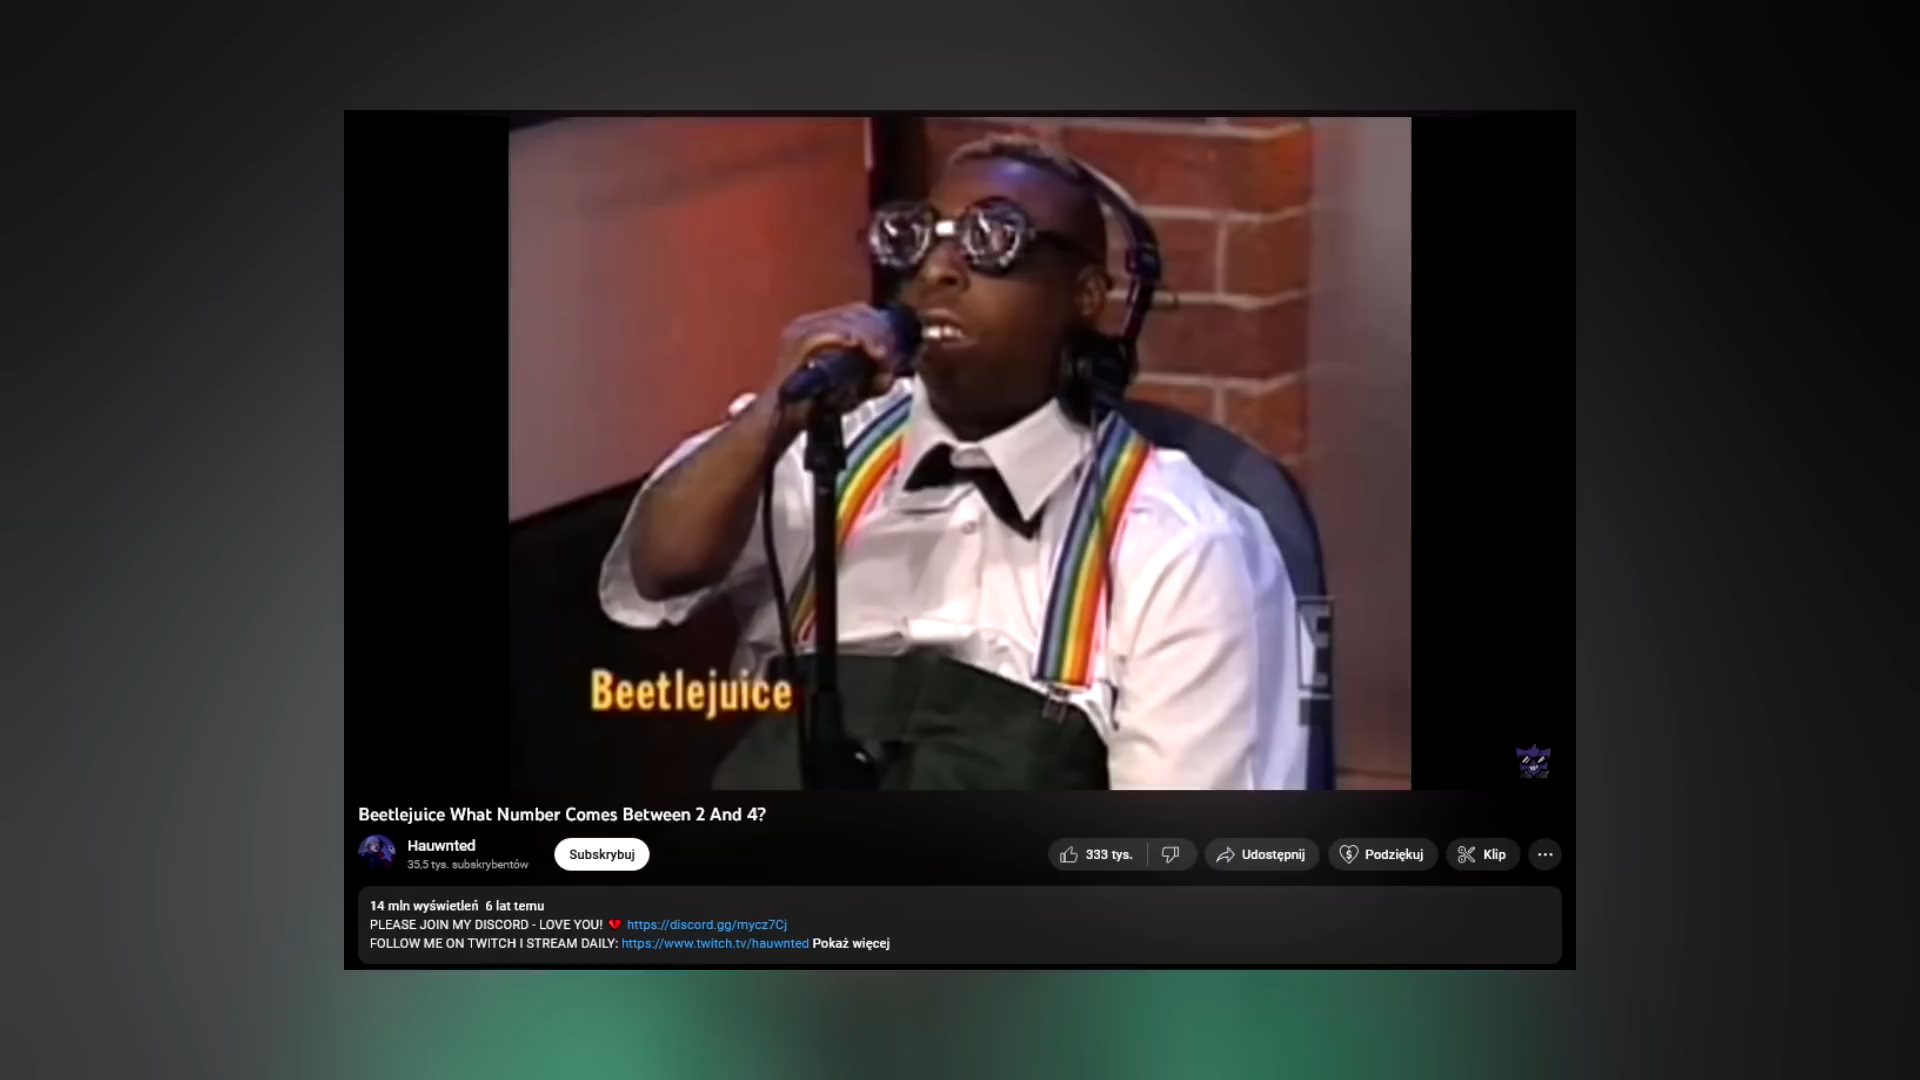 E
Beetlejuice
Beetlejuice What Number Comes Between 2 And 4?
Hauwnted
35,5 tys. subskrybentów
Subskrybuj
333 tys.
Udostępnij
Podziękuj
Klip
14 mln wyświetleń 6 lat temu
PLEASE JOIN MY DISCORD - LOVE YOU! 💔 https://discord.gg/mycz7Cj
FOLLOW ME ON TWITCH I STREAM DAILY: https://www.twitch.tv/hauwnted Pokaż więcej